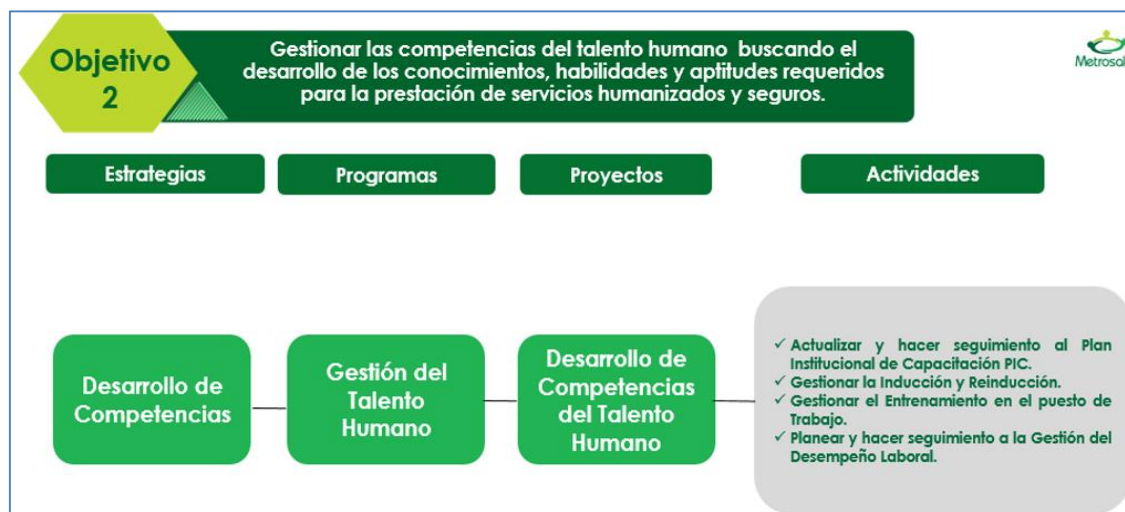 Objetivo
2
Gestionar las competencias del talento humano buscando el
desarrollo de los conocimientos, habilidades y aptitudes requeridos
para la prestación de servicios humanizados y seguros.
Estrategias
Programas
Proyectos
Actividades
Desarrollo de
Competencias
Gestión del
Talento
Humano
Desarrollo de
Competencias
del Talento
Humano
✓ Actualizar y hacer seguimiento al Plan
Institucional de Capacitación PIC.
✓ Gestionar la Inducción y Reinducción.
✓ Gestionar el Entrenamiento en el puesto de
Trabajo.
✓ Planear y hacer seguimiento a la Gestión del
Desempeño Laboral.